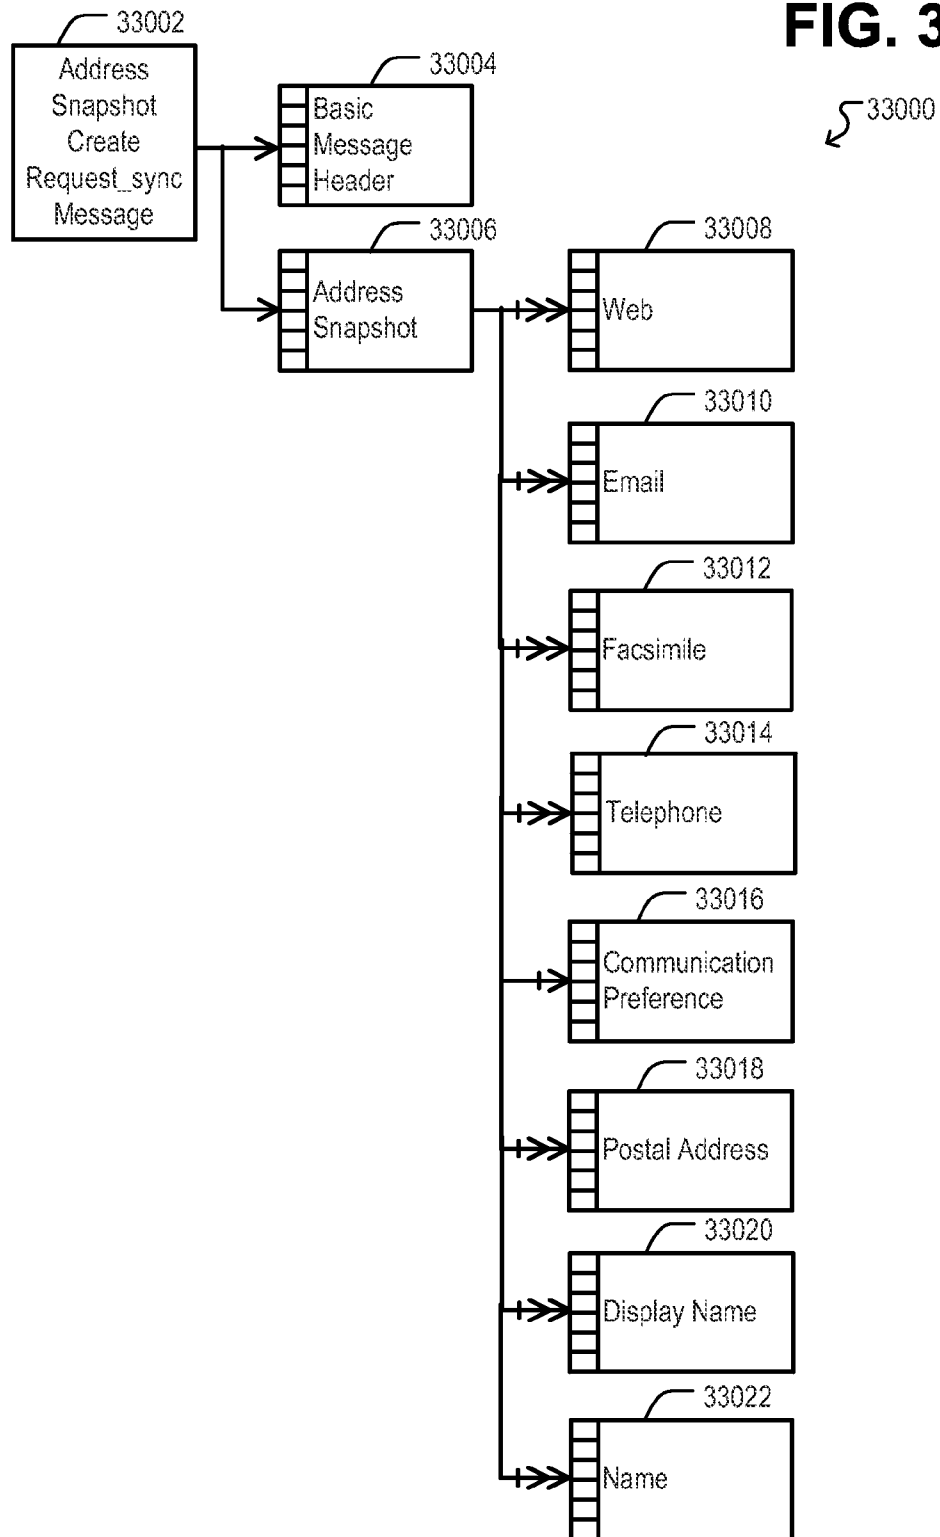 FIG. 3
33002
Address
Snapshot
Create
Request_sync
Message
33004
Basic
Message
Header
33000
33006
Address
Snapshot
33008
Web
33010
Email
33012
Facsimile
33014
Telephone
33016
Communication
Preference
33018
Postal Address
33020
Display Name
33022
Name